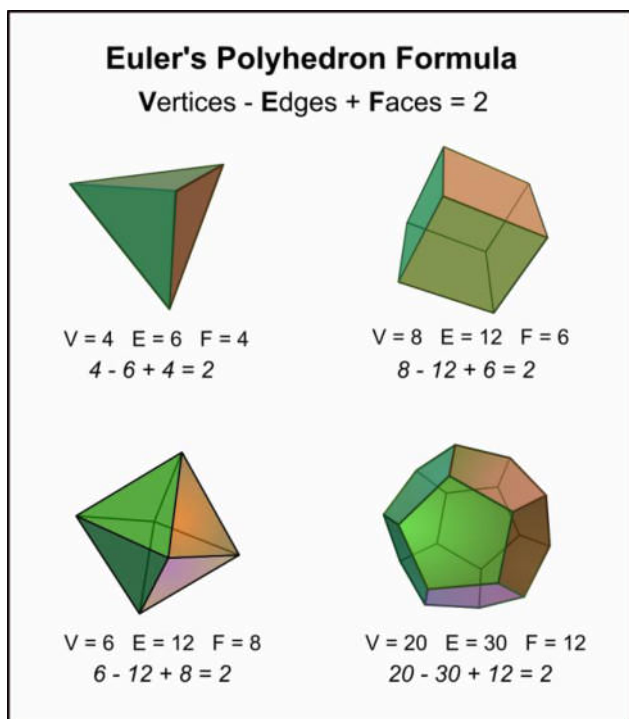 Euler's Polyhedron Formula
Vertices - Edges + Faces = 2
V = 4 E = 6 F = 4
4 - 6 + 4 = 2
V = 8 E = 12 F = 6
8 - 12 + 6 = 2
V = 6 E = 12 F = 8
6 - 12 + 8 = 2
V = 20 E = 30 F = 12
20 - 30 + 12 = 2